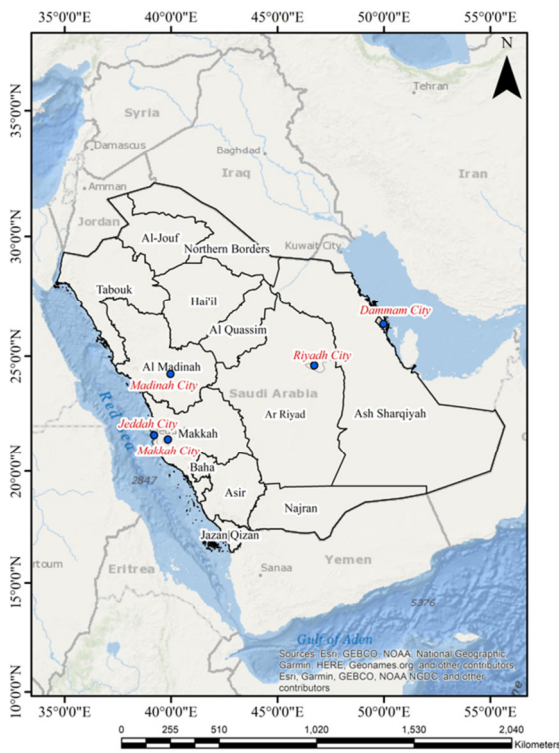 35°0'0"E 40°0'0"E 45°0'0"E 50°0'0"E 55°0'0"E
N
35°0'0"N
30°0'0"N
25°0'0"N
20°0'0"N
15°0'0"N
10°0'0"N
Tehran
Syria
Damascus
Baghdad
Iraq
Iran
Amman
Jordan
Kuwait City
Al-Jouf
Northern Borders
Tabouk
Hai'il
Dammam City
Al Quassim
Riyadh City
Al Madinah
Madinah City
Saudi Arabia
Red Sea
Jeddah City
Ar Riyad
Ash Sharqiyah
Makkah
Makkah City
Baha
2847
Asir
Najran
Jazan|Qizan
Yemen
rtoum
Eritrea
Sanaa
5376
Gulf of Aden
Sources: Esri, GEBCO, NOAA, National Geographic,
Garmin, HERE, Geonames.org, and other contributors,
Esri, Garmin, GEBCO, NOAA NGDC, and other
contributors
ne
35°0'0"E 40°0'0"E 45°0'0"E 50°0'0"E 55°0'0"E
0 255 510 1,020 1,530 2,040
Kilometers